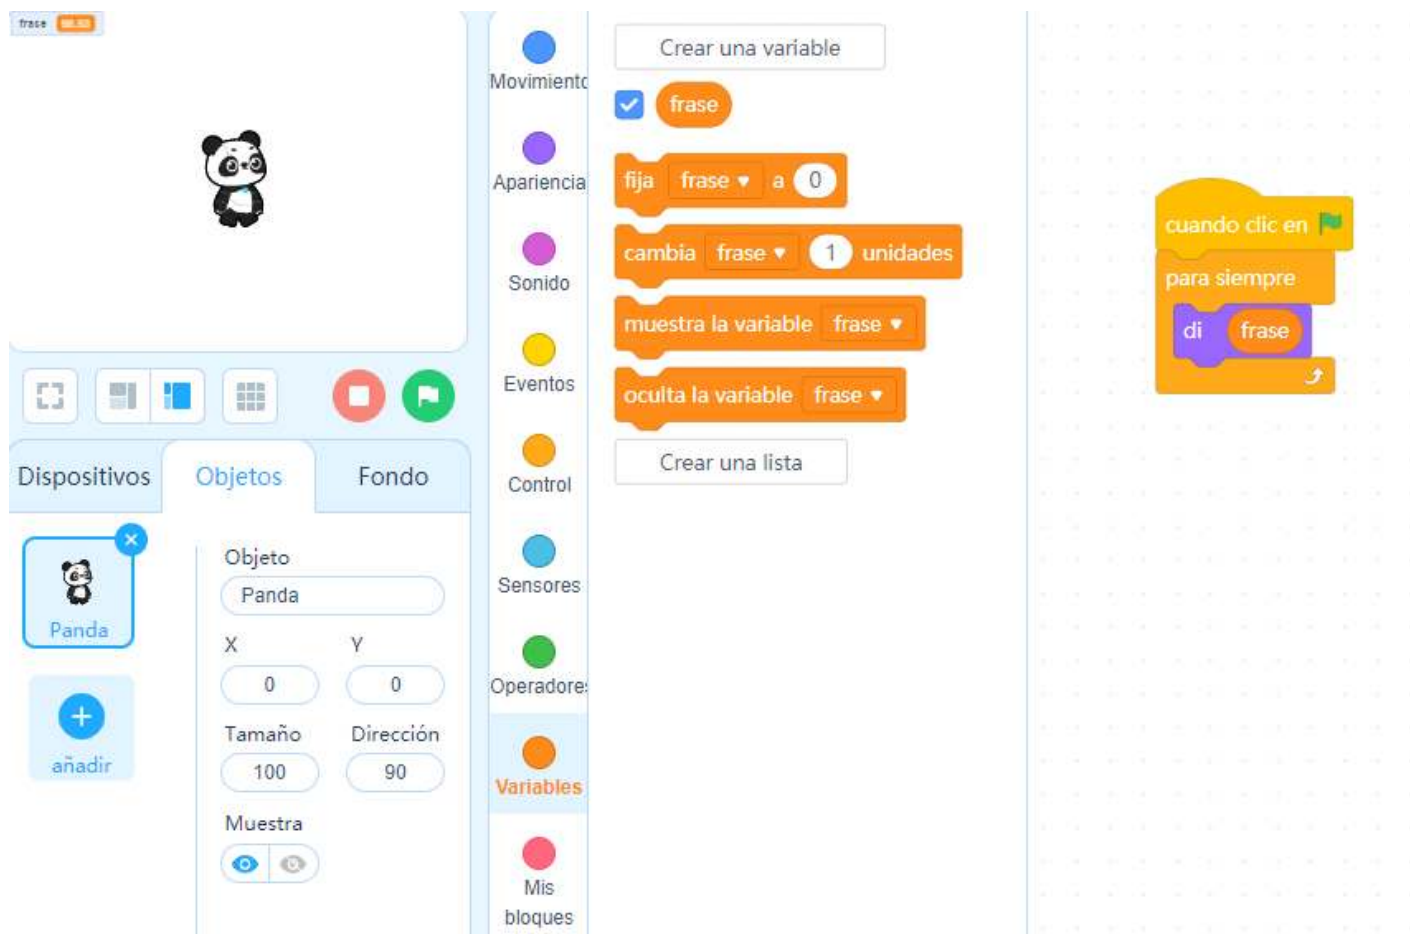 frase
Movimiento
Apariencia
Sonido
Eventos
Control
Sensores
Operadores
Variables
Mis
bloques
Crear una variable
frase
fija frase a 0
cambia frase 1 unidades
muestra la variable frase
oculta la variable frase
Crear una lista
cuando clic en
para siempre
di frase
Dispositivos Objetos Fondo
Panda
añadir
Objeto
Panda
X Y
0 0
Tamaño Dirección
100 90
Muestra